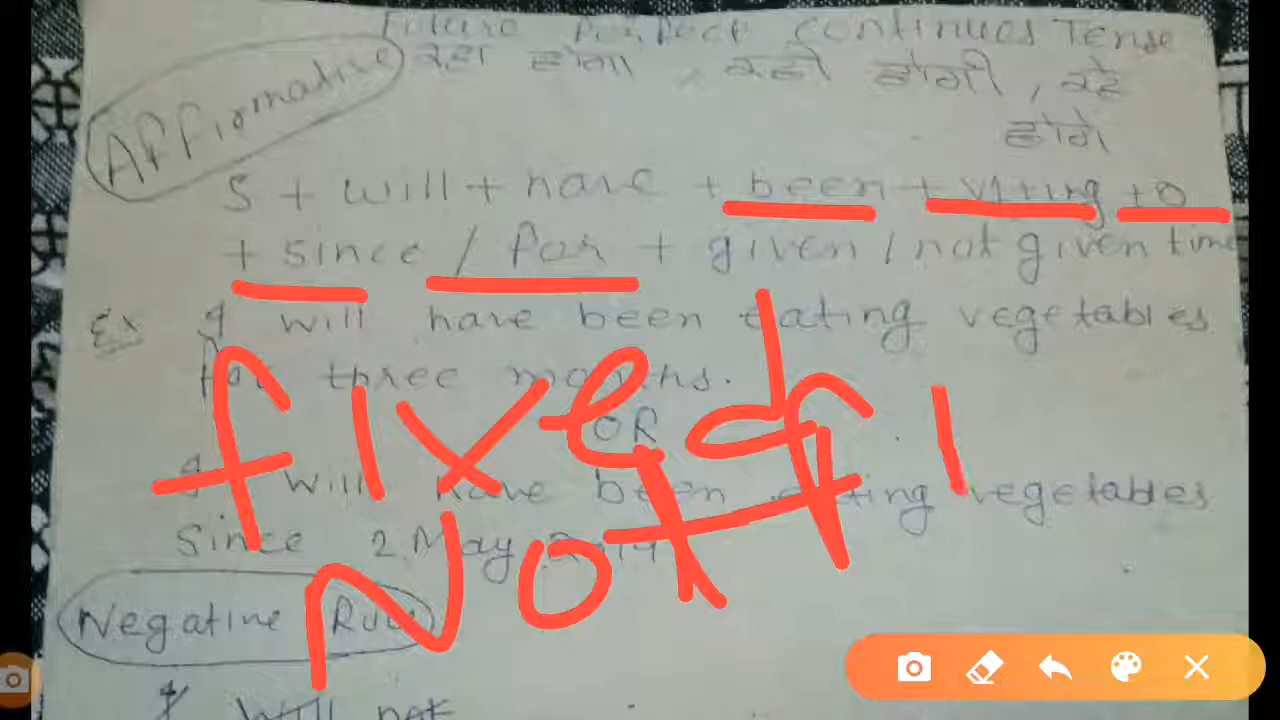 Future Perfect Continues Tense
Affirmative रहा होगा, रही होगी, रहे
होंगे
S + will + have + been + V1+ing + O
+ since / for + given / not given time
Ex I will have been eating vegetables
for three months.
OR
I will have been eating vegetables
Since 2 May
fixed fi
Not
Negative Rule
I will not